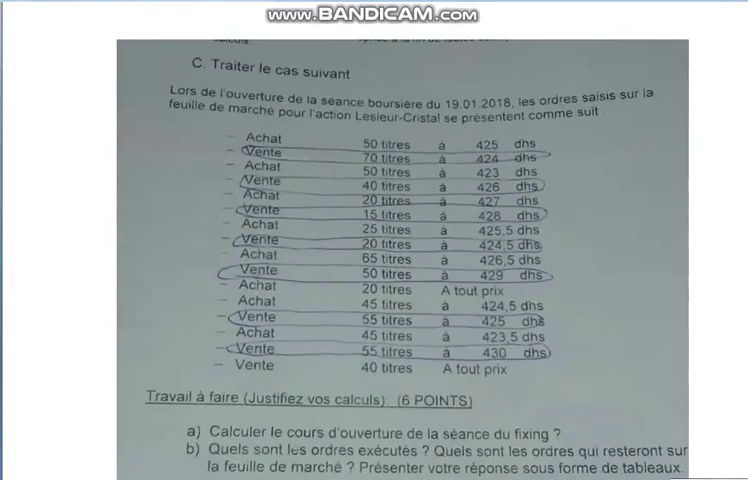 www.BANDICAM.com
C. Traiter le cas suivant
Lors de l'ouverture de la séance boursière du 19.01.2018, les ordres saisis sur la
feuille de marché pour l'action Lesieur-Cristal se présentent comme suit .
– Achat 50 titres à 425 dhs
– Vente 70 titres à 424 dhs
– Achat 50 titres à 423 dhs
– Vente 40 titres à 426 dhs
– Achat 20 titres à 427 dhs
– Vente 15 titres à 428 dhs
– Achat 25 titres à 425,5 dhs
– Vente 20 titres à 424,5 dhs
– Achat 65 titres à 426,5 dhs
– Vente 50 titres à 429 dhs
– Achat 20 titres A tout prix
– Achat 45 titres à 424,5 dhs
– Vente 55 titres à 425 dhs
– Achat 45 titres à 423,5 dhs
– Vente 55 titres à 430 dhs
– Vente 40 titres A tout prix
Travail à faire (Justifiez vos calculs) (6 POINTS)
a) Calculer le cours d'ouverture de la séance du fixing ?
b) Quels sont les ordres exécutés ? Quels sont les ordres qui resteront sur
la feuille de marché ? Présenter votre réponse sous forme de tableaux.